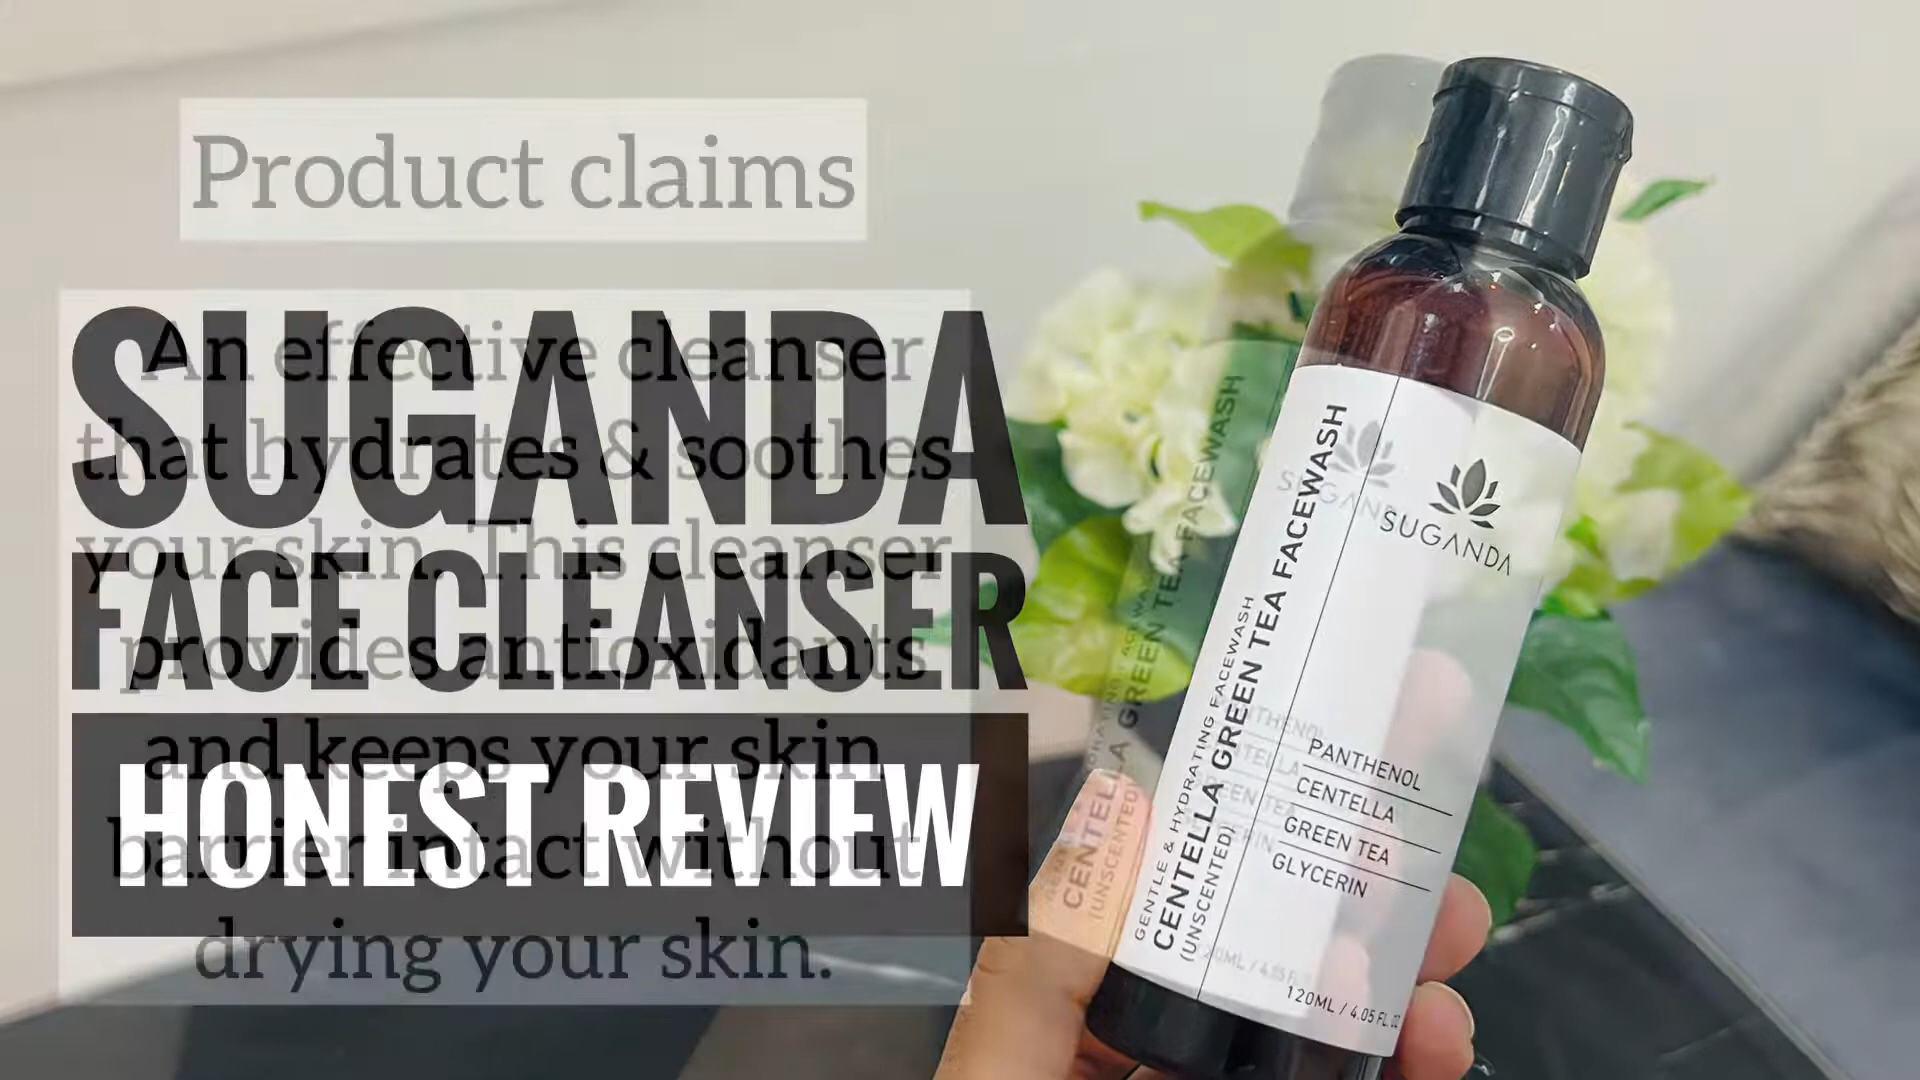 Product claims
SUGANDA
FACE CLEANSER
HONEST REVIEW
An effective cleanser
that hydrates & soothes
your skin. This cleanser
provides antioxidants
and keeps your skin
barrier intact without
drying your skin.
SUGANDA
GENTLE & HYDRATING FACEWASH
CENTELLA GREEN TEA FACEWASH
(UNSCENTED)
PANTHENOL
CENTELLA
GREEN TEA
GLYCERIN
120ML / 4.05 FL.OZ